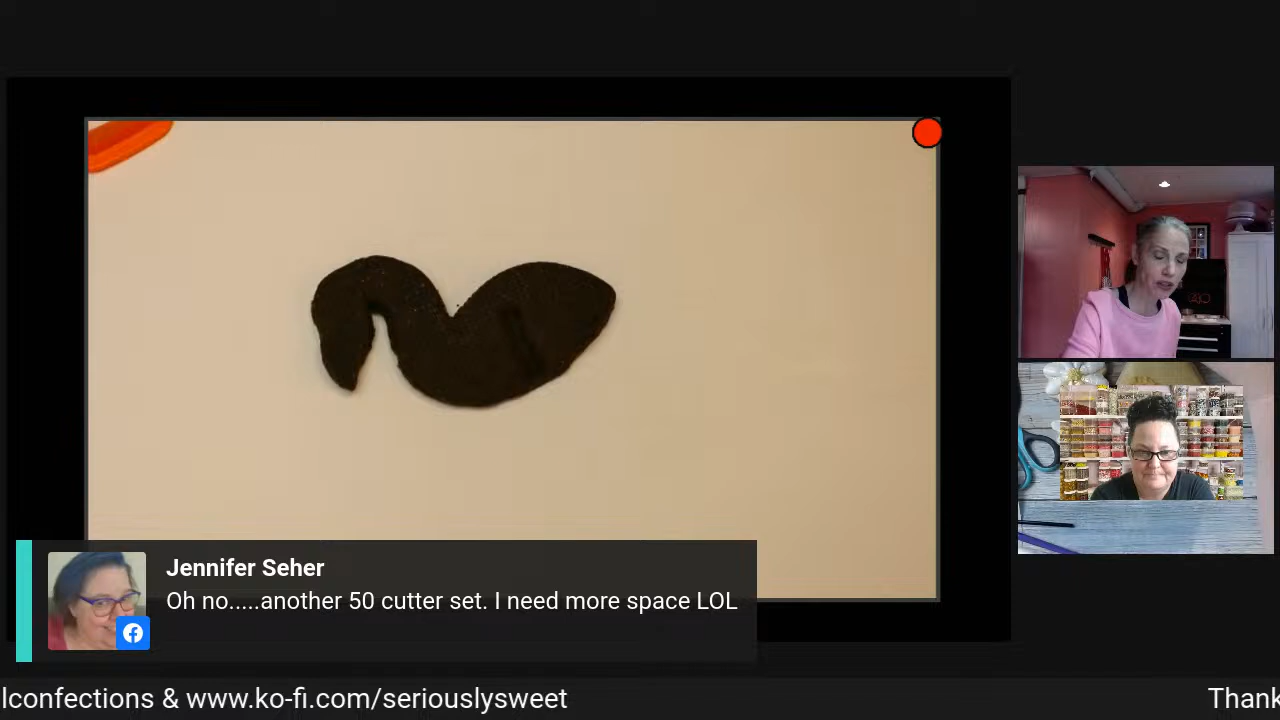 Jennifer Seher
Oh no.....another 50 cutter set. I need more space LOL
lconfections & www.ko-fi.com/seriouslysweet
Thank